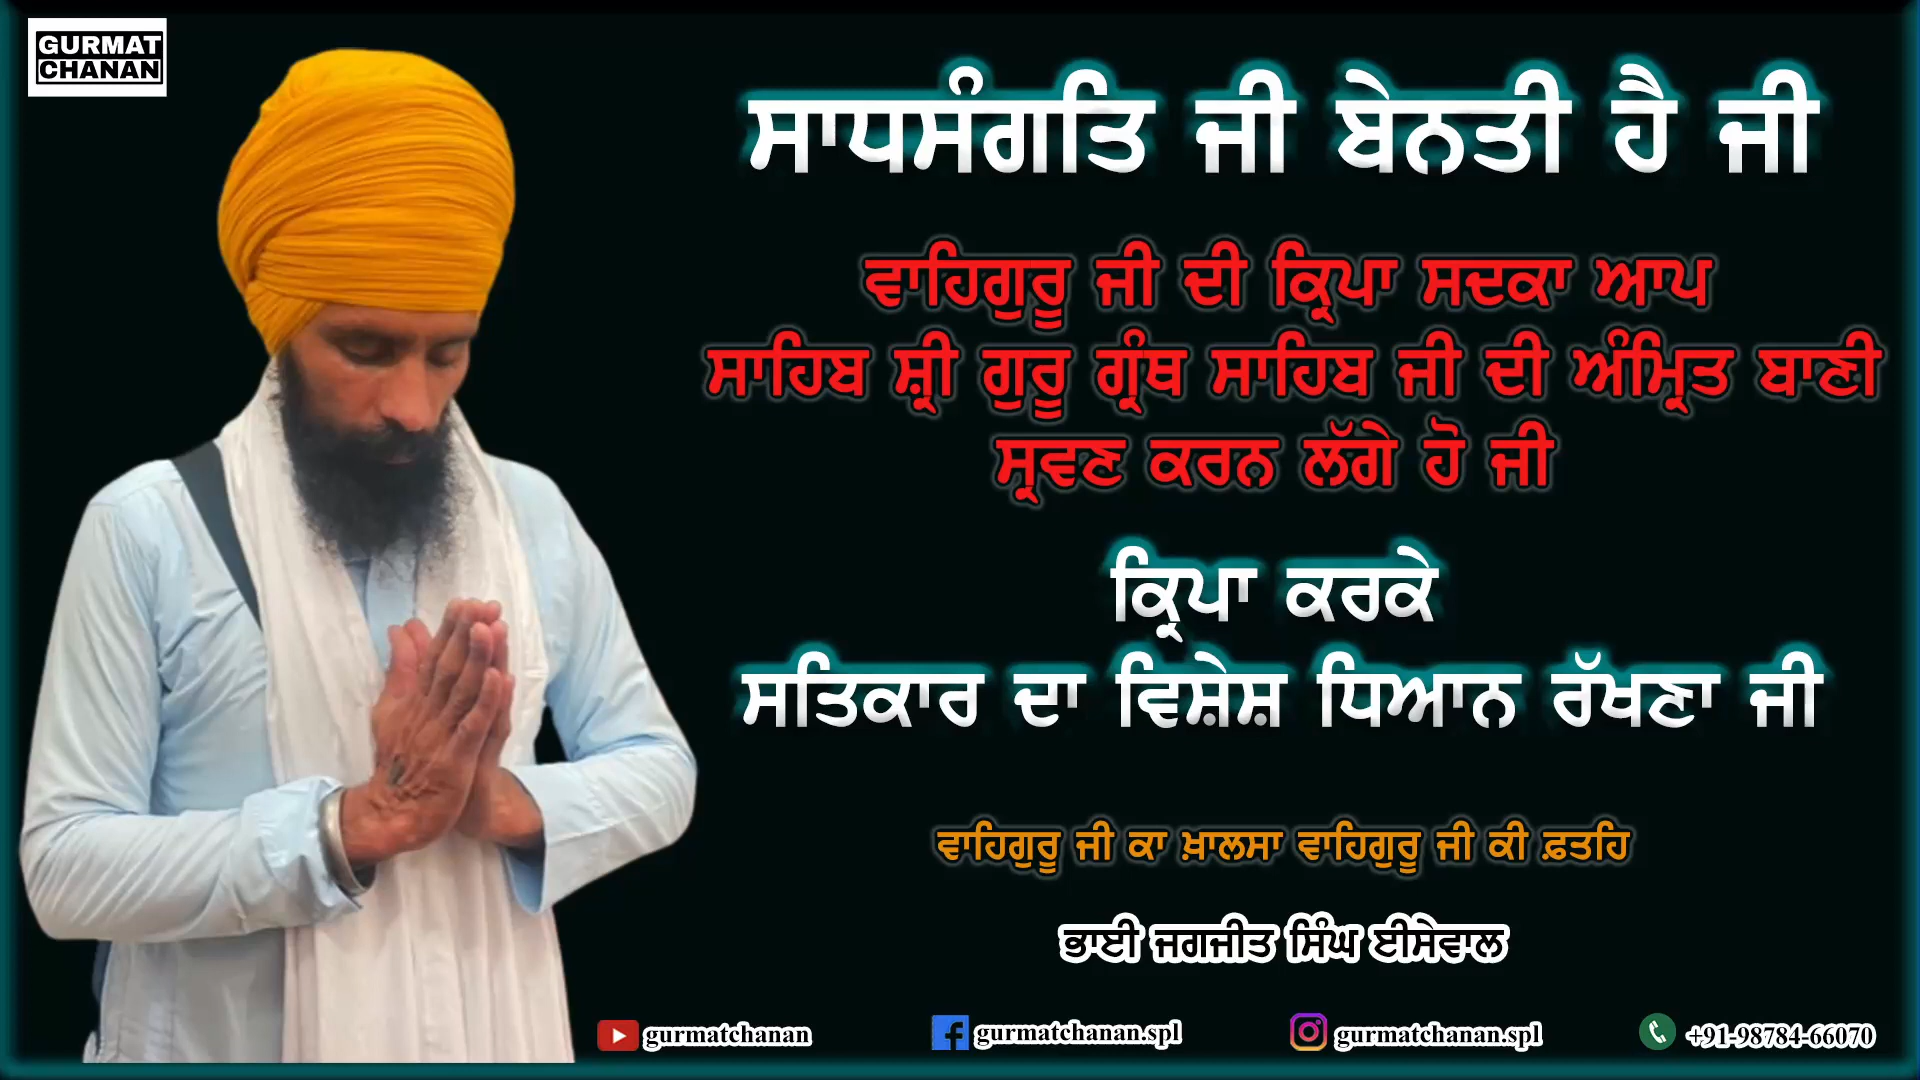 GURMAT
CHANAN
ਸਾਧਸੰਗਤਿ ਜੀ ਬੇਨਤੀ ਹੈ ਜੀ
ਵਾਹਿਗੁਰੂ ਜੀ ਦੀ ਕ੍ਰਿਪਾ ਸਦਕਾ ਆਪ
ਸਾਹਿਬ ਸ਼੍ਰੀ ਗੁਰੂ ਗ੍ਰੰਥ ਸਾਹਿਬ ਜੀ ਦੀ ਅੰਮ੍ਰਿਤ ਬਾਣੀ
ਸ੍ਰਵਣ ਕਰਨ ਲੱਗੇ ਹੋ ਜੀ
ਕ੍ਰਿਪਾ ਕਰਕੇ
ਸਤਿਕਾਰ ਦਾ ਵਿਸ਼ੇਸ਼ ਧਿਆਨ ਰੱਖਣਾ ਜੀ
ਵਾਹਿਗੁਰੂ ਜੀ ਕਾ ਖ਼ਾਲਸਾ ਵਾਹਿਗੁਰੂ ਜੀ ਕੀ ਫ਼ਤਹਿ
ਭਾਈ ਜਗਜੀਤ ਸਿੰਘ ਈਸੇਵਾਲ
gurmatchanan gurmatchanan.spl gurmatchanan.spl +91-98784-66070